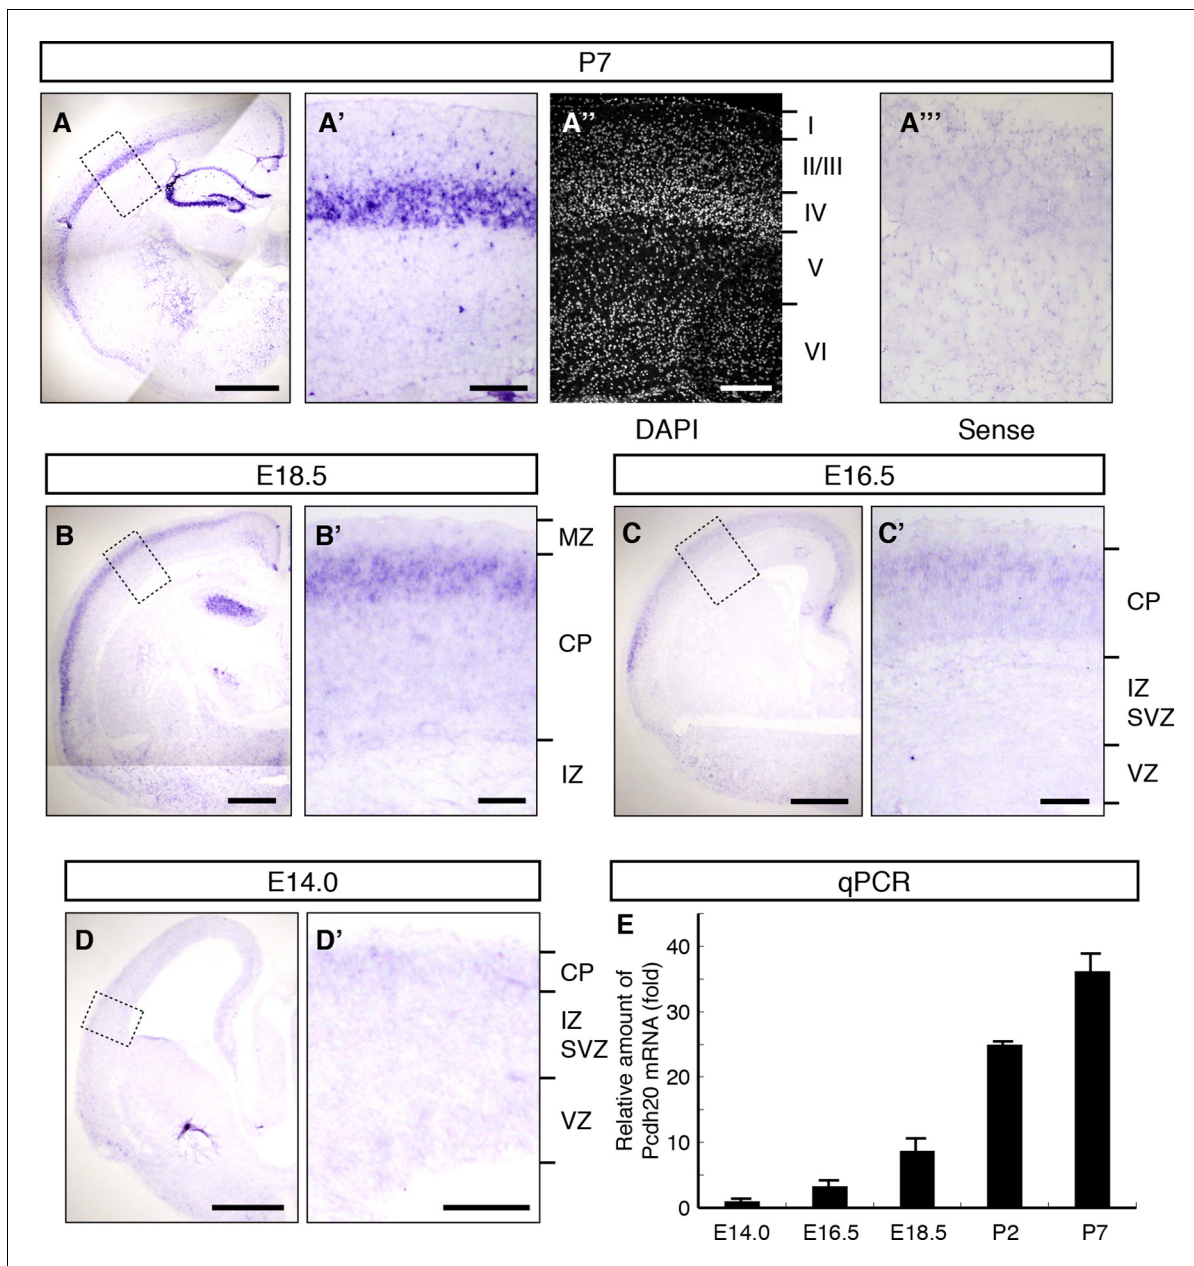 P7
A A’ A’’ A’’’
I
II/III
IV
V
VI
DAPI Sense
E18.5
B B’
MZ
CP
IZ
E16.5
C C’
CP
IZ
SVZ
VZ
E14.0
D D’
CP
IZ
SVZ
VZ
qPCR
E
Relative amount of
Pcdh20 mRNA (fold)
40
30
20
10
0
E14.0 E16.5 E18.5 P2 P7